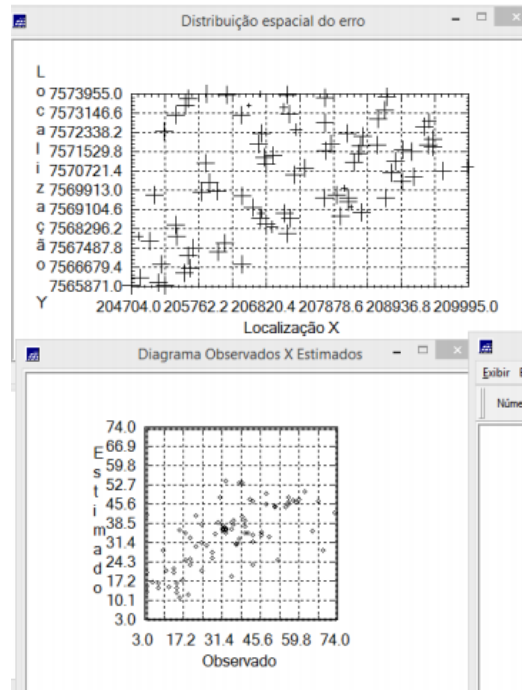 Distribuição espacial do erro
Localização Y
7573955.0
7573146.6
7572338.2
7571529.8
7570721.4
7569913.0
7569104.6
7568296.2
7567487.8
7566679.4
7565871.0
204704.0 205762.2 206820.4 207878.6 208936.8 209995.0
Localização X
Diagrama Observados X Estimados
Exibir
Estimado
74.0
66.9
59.8
52.7
45.6
38.5
31.4
24.3
17.2
10.1
3.0
3.0 17.2 31.4 45.6 59.8 74.0
Observado